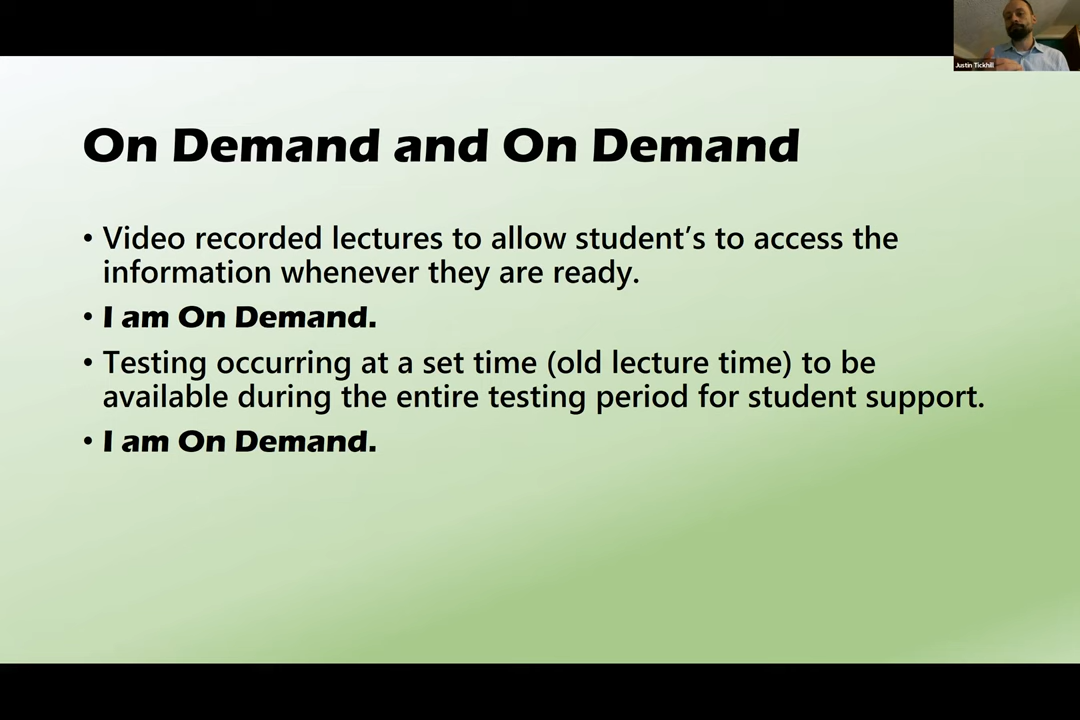 Justin Tickhill
On Demand and On Demand
• Video recorded lectures to allow student’s to access the
information whenever they are ready.
• I am On Demand.
• Testing occurring at a set time (old lecture time) to be
available during the entire testing period for student support.
• I am On Demand.